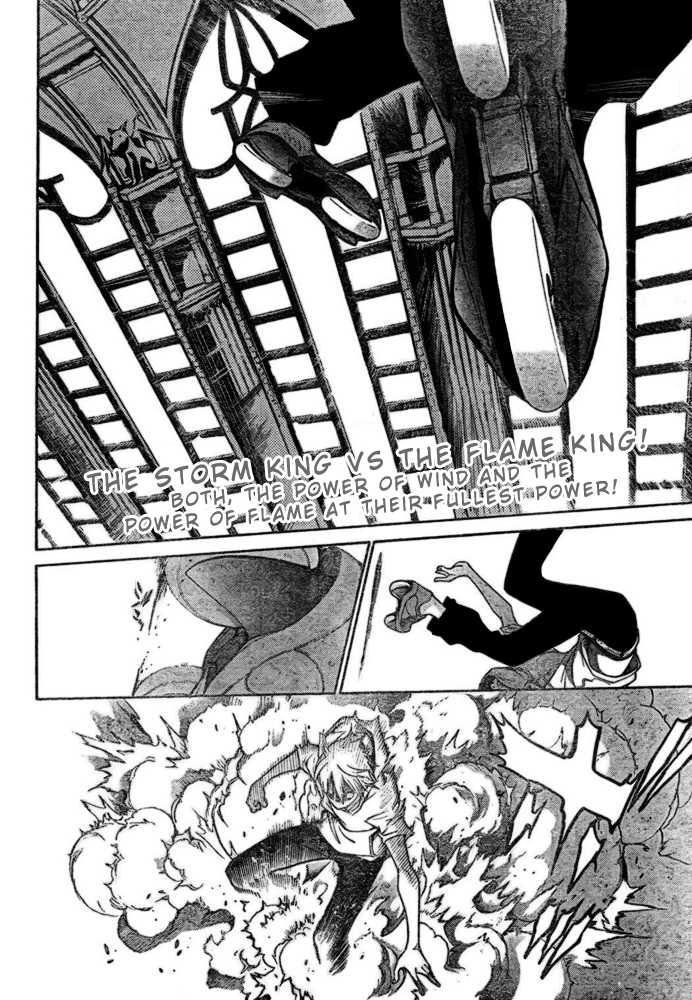 THE STORM KING VS THE FLAME KING!
BOTH, THE POWER OF WIND AND THE
POWER OF FLAME AT THEIR FULLEST POWER!